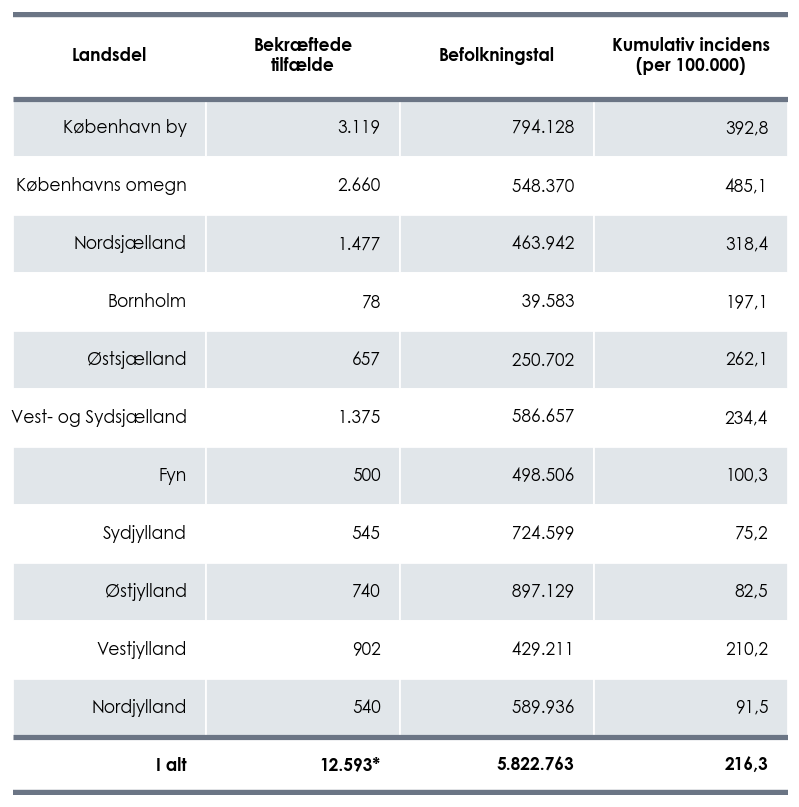 Landsdel Bekræftede tilfælde Befolkningstal Kumulativ incidens (per 100.000)
København by 3.119 794.128 392,8
Københavns omegn 2.660 548.370 485,1
Nordsjælland 1.477 463.942 318,4
Bornholm 78 39.583 197,1
Østsjælland 657 250.702 262,1
Vest- og Sydsjælland 1.375 586.657 234,4
Fyn 500 498.506 100,3
Sydjylland 545 724.599 75,2
Østjylland 740 897.129 82,5
Vestjylland 902 429.211 210,2
Nordjylland 540 589.936 91,5
I alt 12.593* 5.822.763 216,3